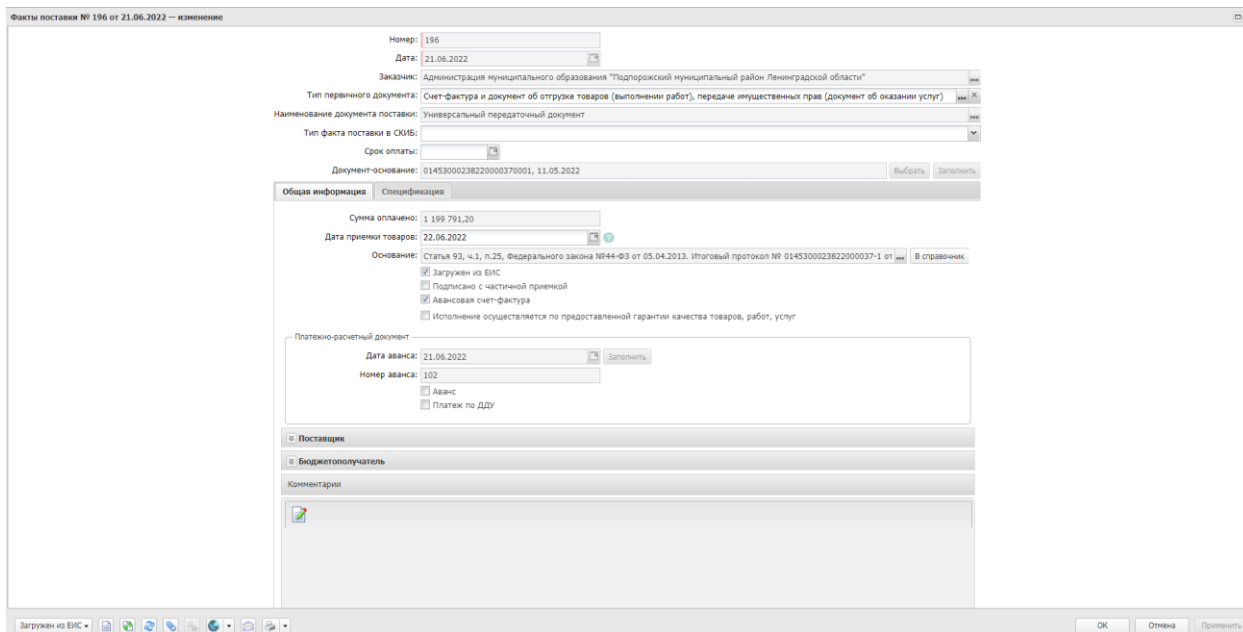 Факты поставки № 196 от 21.06.2022 — изменение
Номер: 196
Дата: 21.06.2022
Заказчик: Администрация муниципального образования "Подпорожский муниципальный район Ленинградской области"
Тип первичного документа: Счет-фактура и документ об отгрузке товаров (выполнении работ), передаче имущественных прав (документ об оказании услуг)
Наименование документа поставки: Универсальный передаточный документ
Тип факта поставки в СКИБ:
Срок оплаты:
Документ-основание: 01453000238220000370001, 11.05.2022 Выбрать Заполнить
Общая информация Спецификация
Сумма оплачено: 1 199 791,20
Дата приемки товаров: 22.06.2022
Основание: Статья 93, ч.1, п.25, Федерального закона №44-ФЗ от 05.04.2013. Итоговый протокол № 0145300023822000037-1 от В справочник
Загружен из ЕИС
Подписано с частичной приемкой
Авансовая счет-фактура
Исполнение осуществляется по предоставленной гарантии качества товаров, работ, услуг
Платежно-расчетный документ
Дата аванса: 21.06.2022 Заполнить
Номер аванса: 102
Аванс
Платеж по ДДУ
Поставщик
Бюджетополучатель
Комментарии
Загружен из ЕИС ОК Отмена Применить